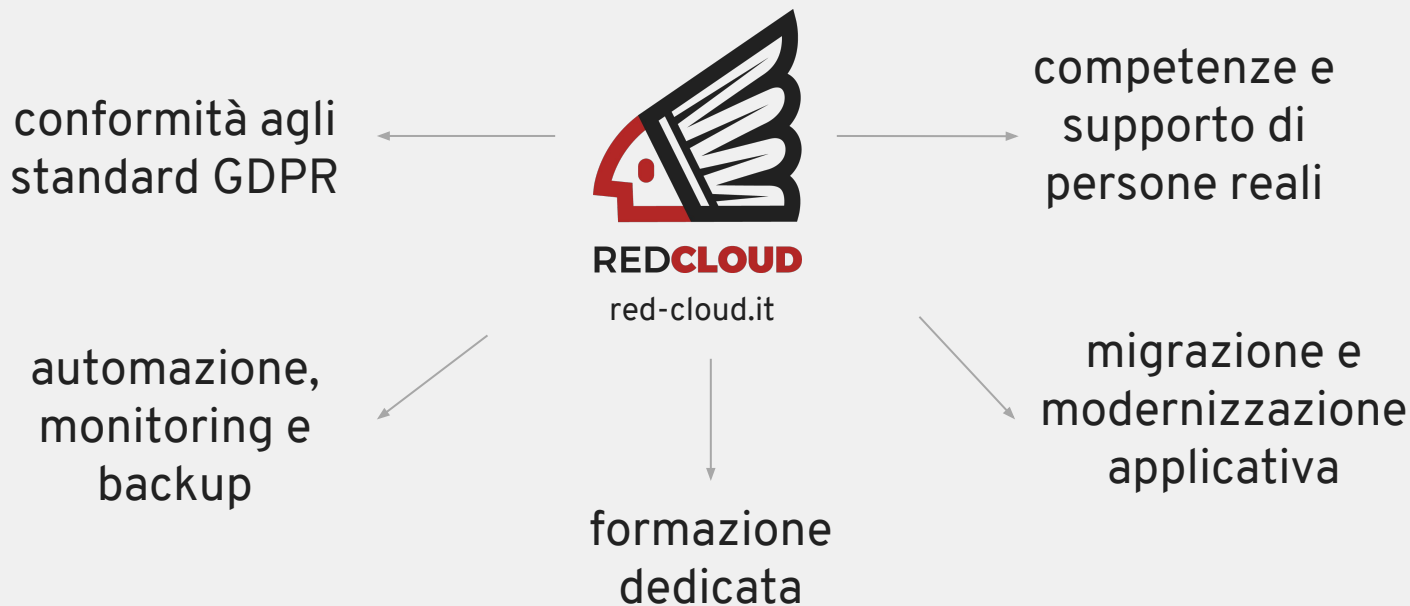 conformità agli
standard GDPR
REDCLOUD
red-cloud.it
competenze e
supporto di
persone reali
automazione,
monitoring e
backup
formazione
dedicata
migrazione e
modernizzazione
applicativa